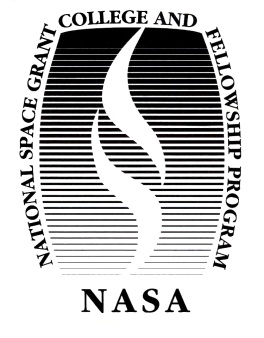 NATIONAL SPACE GRANT COLLEGE AND FELLOWSHIP PROGRAM
NASA